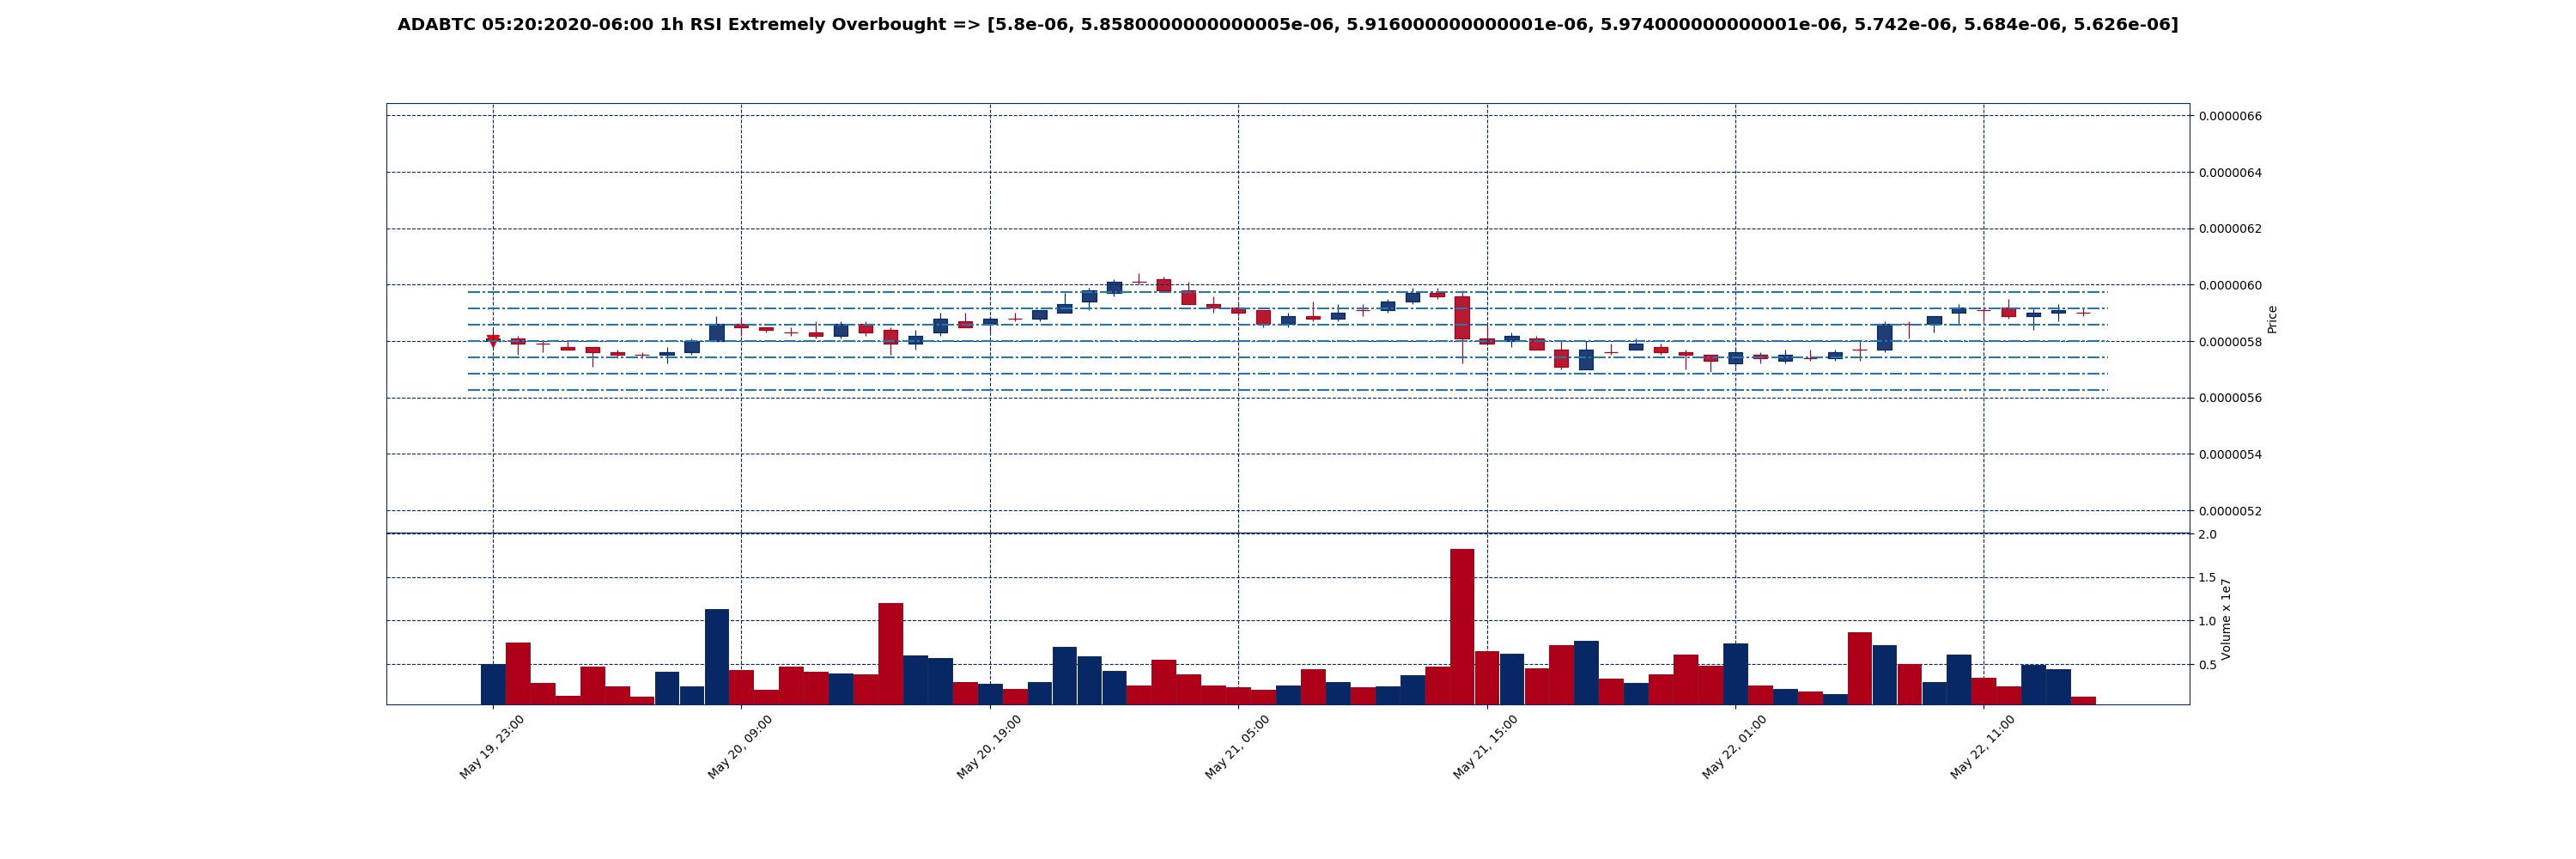 ADABTC 05:20:2020-06:00 1h RSI Extremely Overbought => [5.8e-06, 5.8580000000000005e-06, 5.916000000000001e-06, 5.974000000000001e-06, 5.742e-06, 5.684e-06, 5.626e-06]
0.0000066
0.0000064
0.0000062
0.0000060
Price
0.0000058
0.0000056
0.0000054
0.0000052
2.0
1.5
Volume x 1e7
1.0
0.5
May 19, 23:00
May 20, 09:00
May 20, 19:00
May 21, 05:00
May 21, 15:00
May 22, 01:00
May 22, 11:00